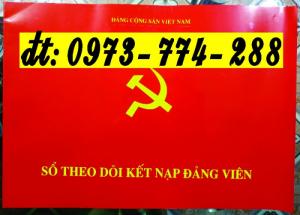 ĐẢNG CỘNG SẢN VIỆT NAM
đt: 0973-774-288
SỔ THEO DÕI KẾT NẠP ĐẢNG VIÊN